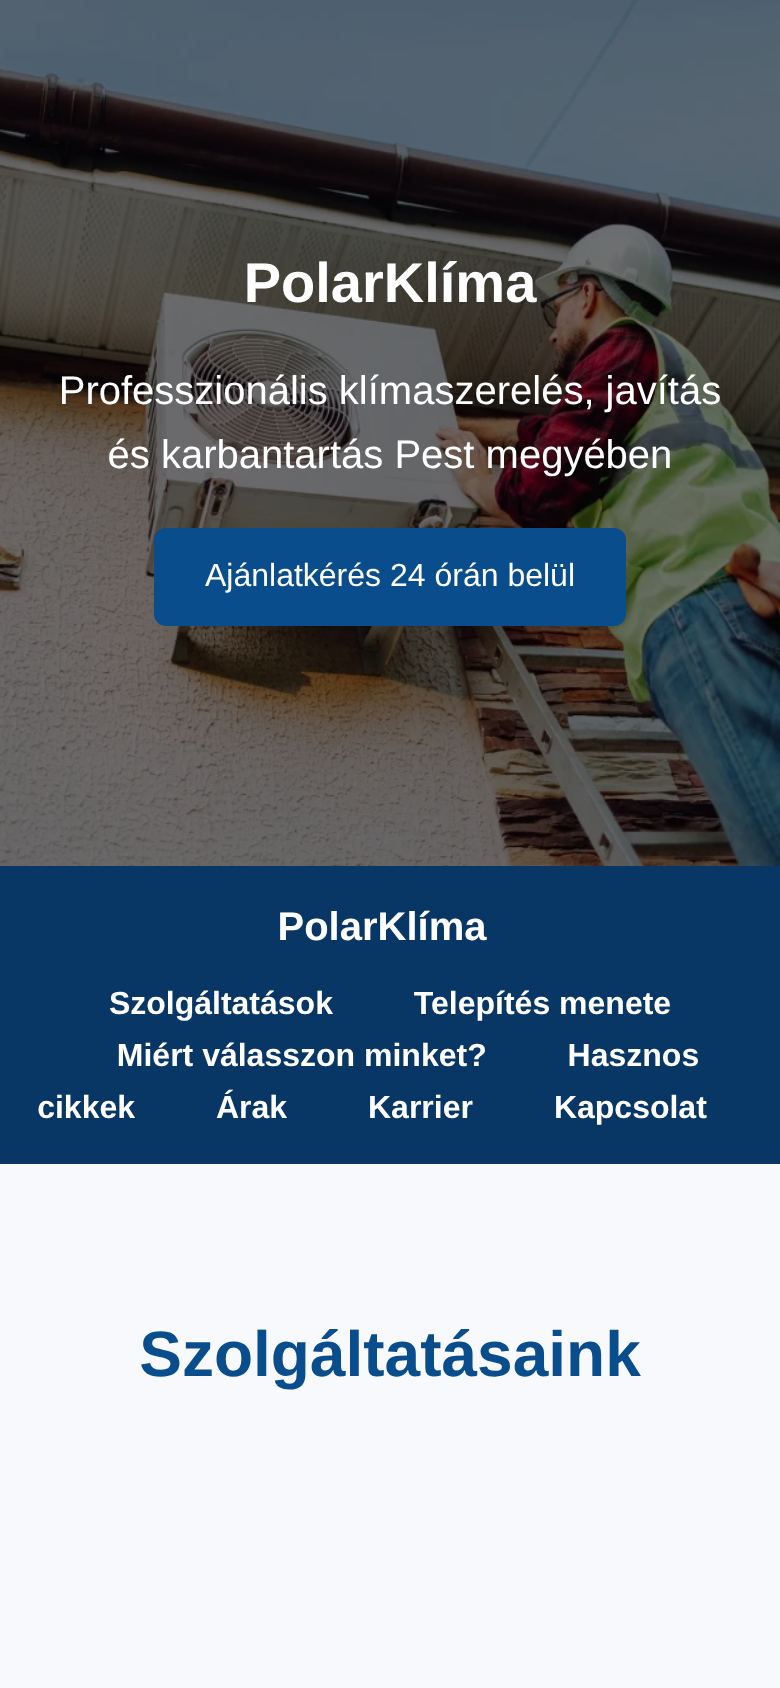 PolarKlíma
Professzionális klímaszerelés, javítás
és karbantartás Pest megyében
Ajánlatkérés 24 órán belül
PolarKlíma
Szolgáltatások Telepítés menete
Miért válasszon minket? Hasznos
cikkek Árak Karrier Kapcsolat
Szolgáltatásaink